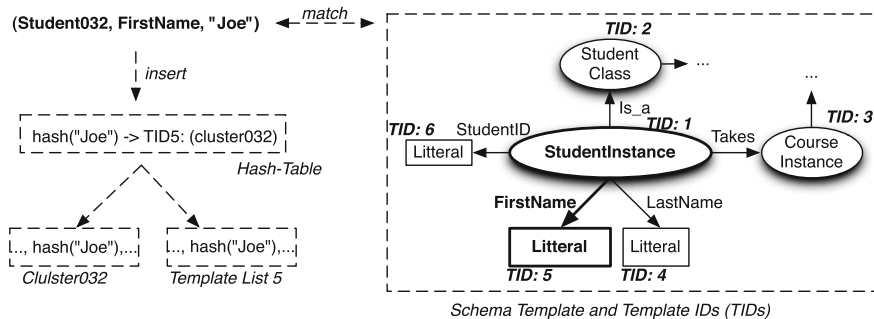 (Student032, FirstName, "Joe")
match
insert
hash("Joe") -> TID5: (cluster032)
Hash-Table
..., hash("Joe"),...
..., hash("Joe"),...
Clulster032
Template List 5
TID: 2
Student
Class
...
...
Is_a
TID: 1
TID: 3
TID: 6
StudentID
Litteral
StudentInstance
Takes
Course
Instance
FirstName
LastName
Litteral
Litteral
TID: 5
TID: 4
Schema Template and Template IDs (TIDs)